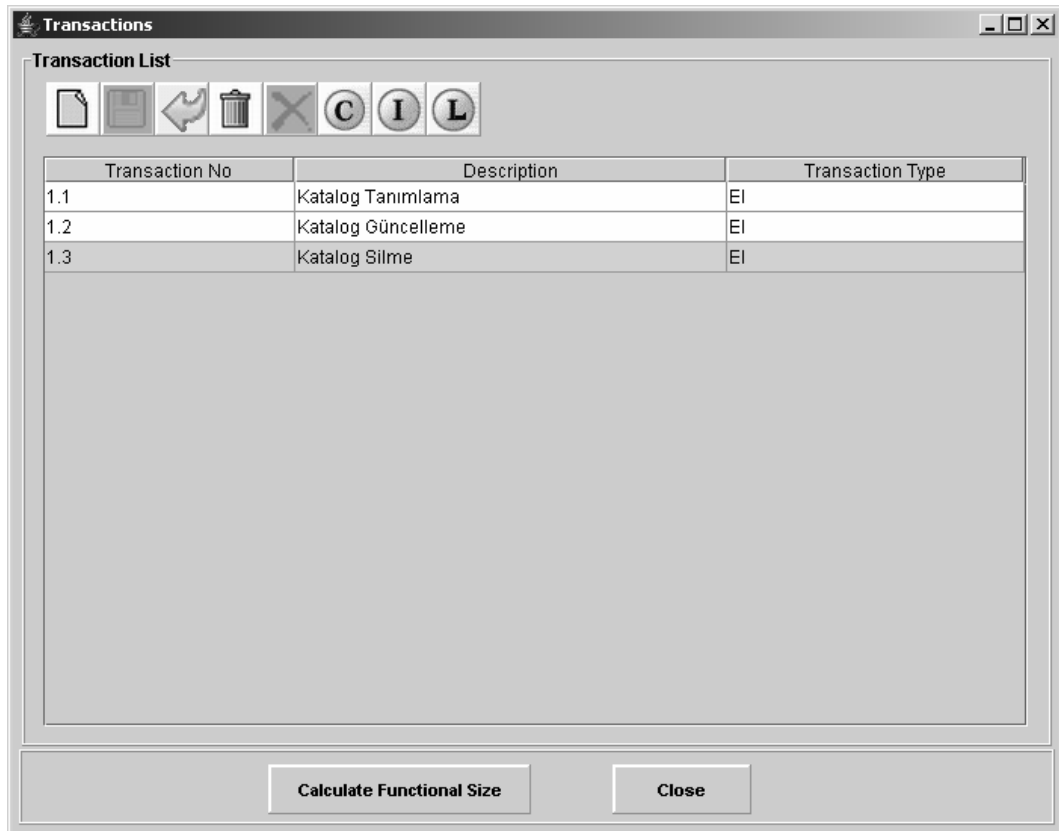 Transactions
Transaction List
C I L
Transaction No Description Transaction Type
1.1 Katalog Tanımlama EI
1.2 Katalog Güncelleme EI
1.3 Katalog Silme EI
Calculate Functional Size Close